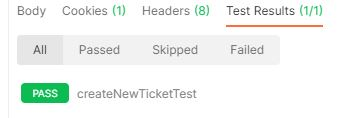 Body Cookies (1) Headers (8) Test Results (1/1)
All Passed Skipped Failed
PASS createNewTicketTest